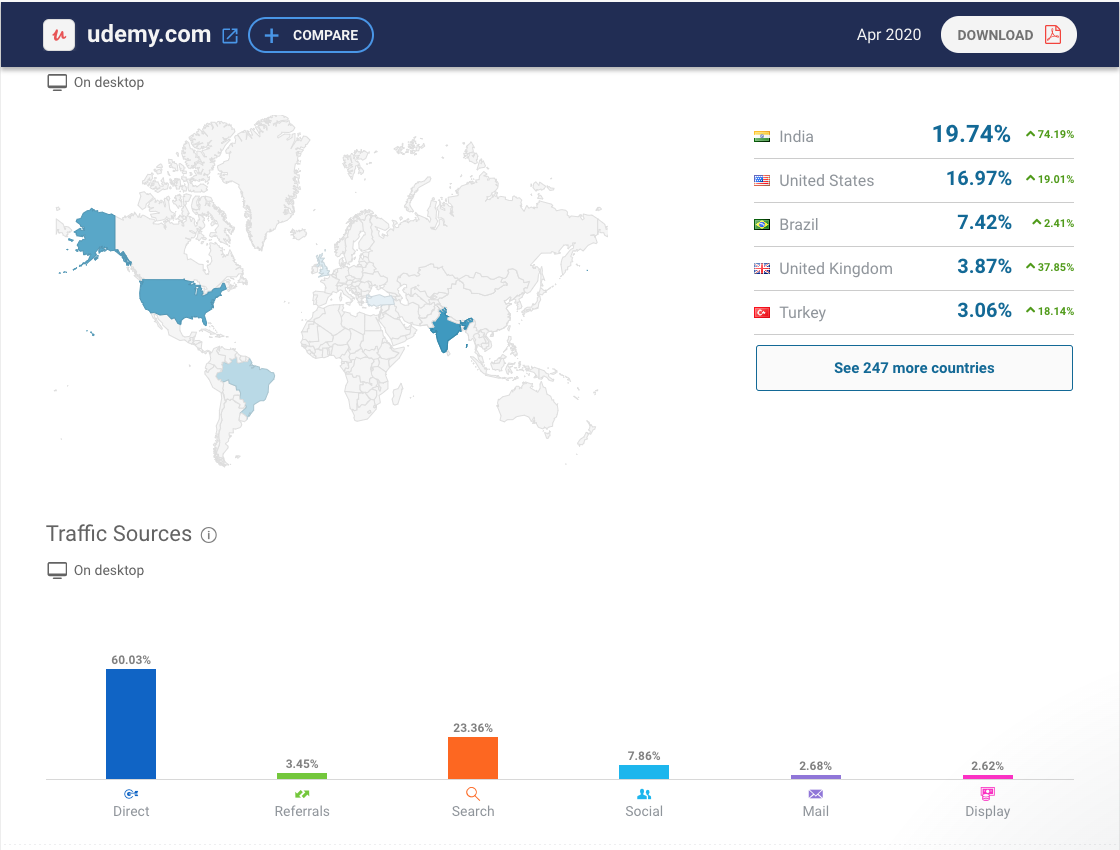 udemy.com
COMPARE
Apr 2020
DOWNLOAD
On desktop
India 19.74% 74.19%
United States 16.97% 19.01%
Brazil 7.42% 2.41%
United Kingdom 3.87% 37.85%
Turkey 3.06% 18.14%
See 247 more countries
Traffic Sources
On desktop
60.03%
3.45%
23.36%
7.86%
2.68%
2.62%
Direct
Referrals
Search
Social
Mail
Display